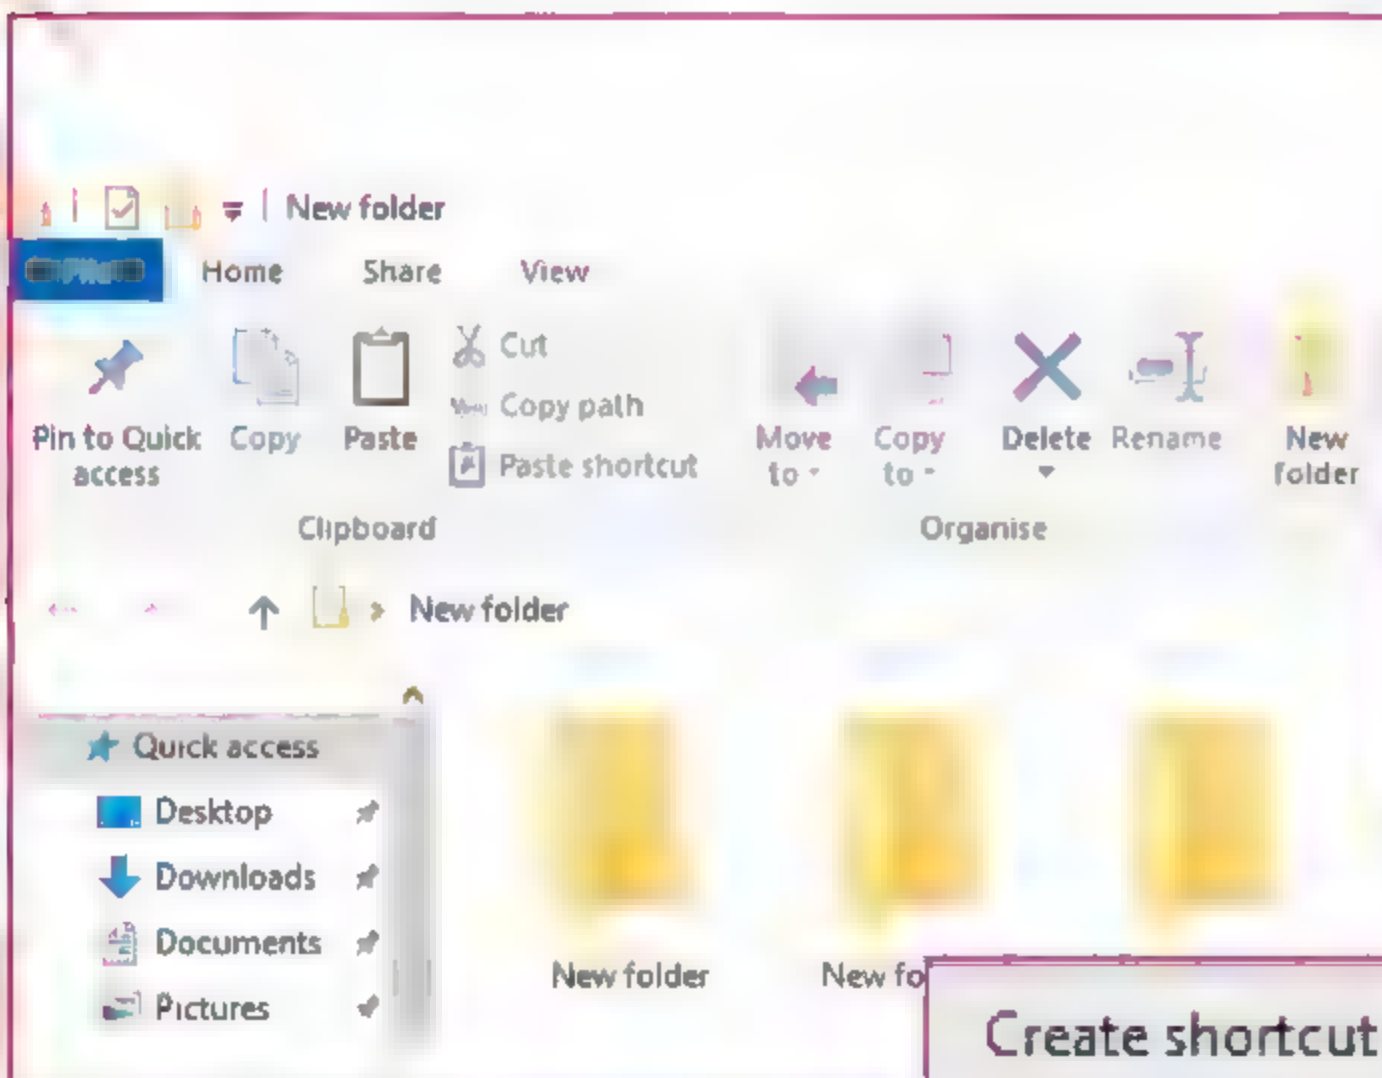 New folder
Home Share View
Cut
Copy path
Paste shortcut
Pin to Quick access
Copy
Paste
Move to
Copy to
Delete
Rename
New folder
Clipboard
Organise
New folder
Quick access
Desktop
Downloads
Documents
Pictures
New folder
New fo
Create shortcut